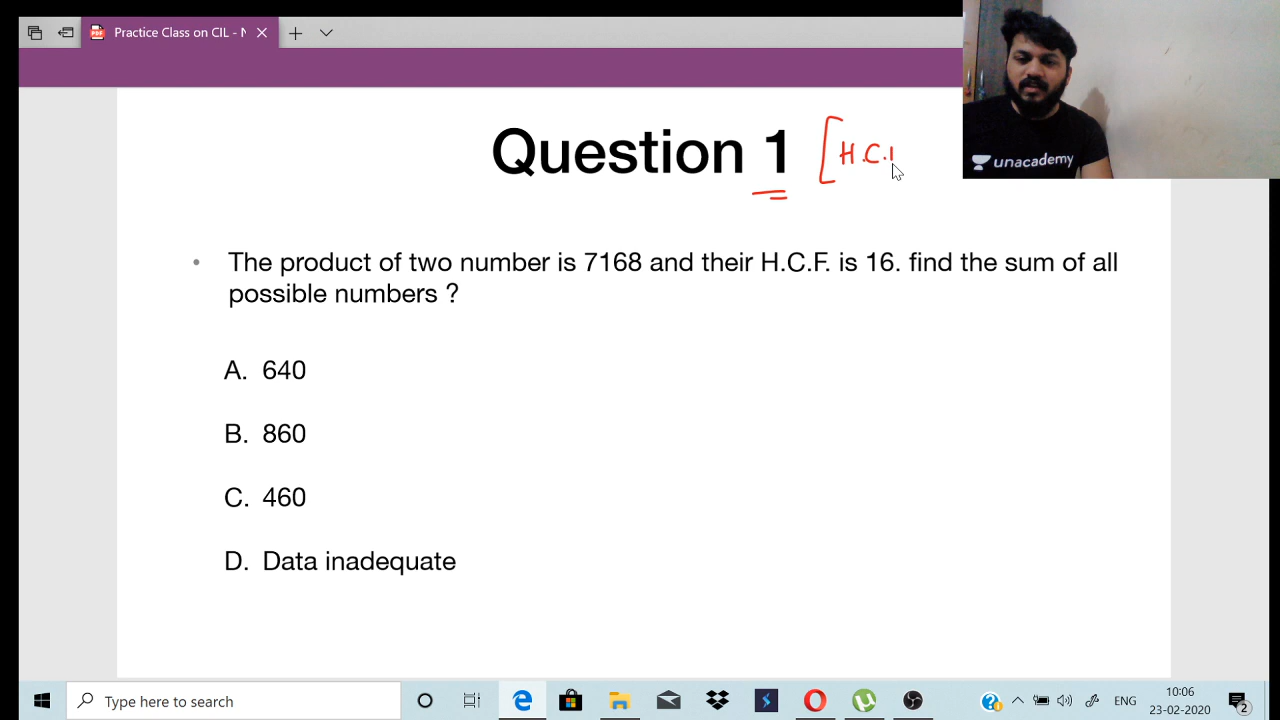 Practice Class on CIL - N
unacademy
Question 1 [H.C.
• The product of two number is 7168 and their H.C.F. is 16. find the sum of all
possible numbers ?
A. 640
B. 860
C. 460
D. Data inadequate
Type here to search
ENG
10:06
23-02-2020
2